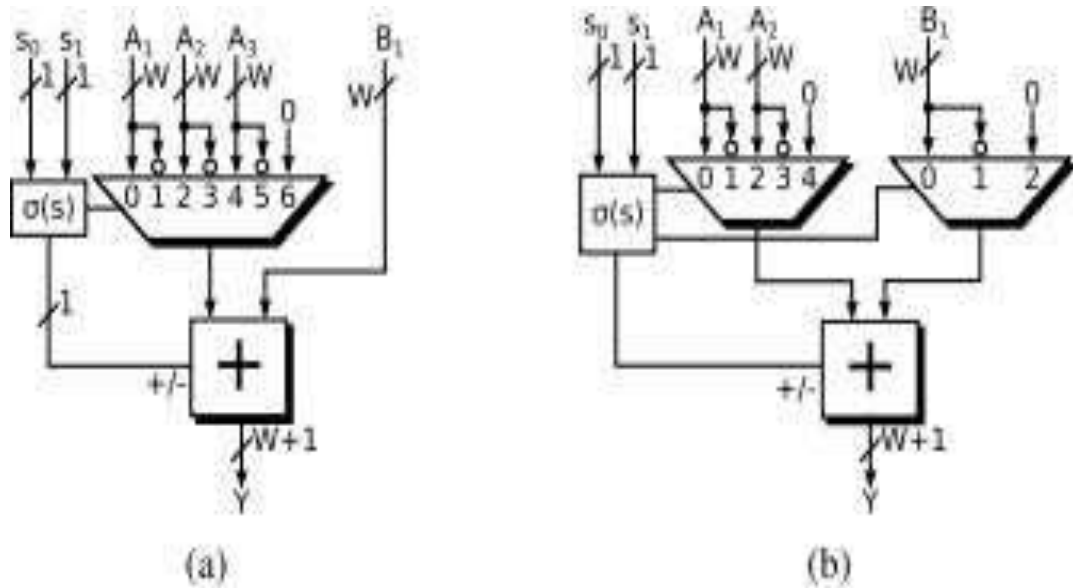 s0 s1 A1 A2 A3 B1
1 1 W W W W
0
0 1 2 3 4 5 6
σ(s)
1
+
+/-
W+1
Y
(a)
s0 s1 A1 A2 B1
1 1 W W W
0 0
0 1 2 3 4 0 1 2
σ(s)
+
+/-
W+1
Y
(b)